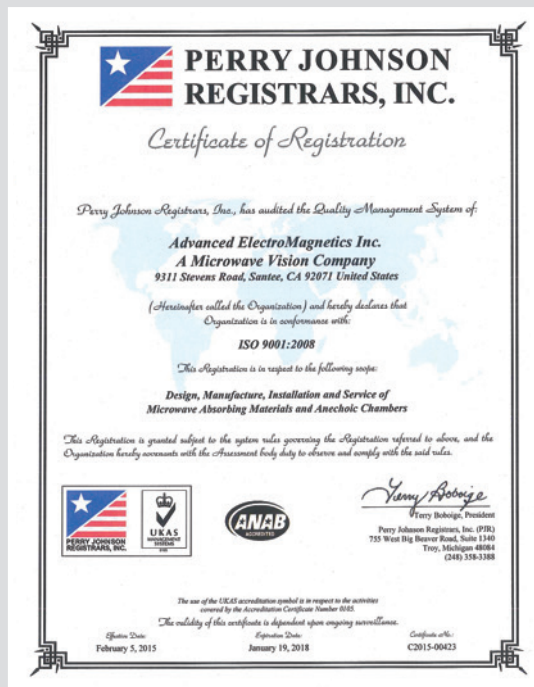 PERRY JOHNSON
REGISTRARS, INC.
Certificate of Registration
Perry Johnson Registrars, Inc., has audited the Quality Management System of:
Advanced ElectroMagnetics Inc.
A Microwave Vision Company
9311 Stevens Road, Santee, CA 92071 United States
(Hereinafter called the Organization) and hereby declares that
Organization is in conformance with:
ISO 9001:2008
This Registration is in respect to the following scope:
Design, Manufacture, Installation and Service of
Microwave Absorbing Materials and Anechoic Chambers
This Registration is granted subject to the system rules governing the Registration referred to above, and the
Organization hereby covenants with the Assessment body duty to observe and comply with the said rules.
PERRY JOHNSON
REGISTRARS, INC.
UKAS
MANAGEMENT
SYSTEMS
ANAB
ACCREDITED
Terry Boboige
Terry Boboige, President
Perry Johnson Registrars, Inc. (PJR)
755 West Big Beaver Road, Suite 1340
Troy, Michigan 48084
(248) 358-3388
The use of the UKAS accreditation symbol is in respect to the activities
covered by the Accreditation Certificate Number 0105.
The validity of this certificate is dependent upon ongoing surveillance.
Effective Date: Expiration Date: Certificate No.:
February 5, 2015 January 19, 2018 C2015-00423